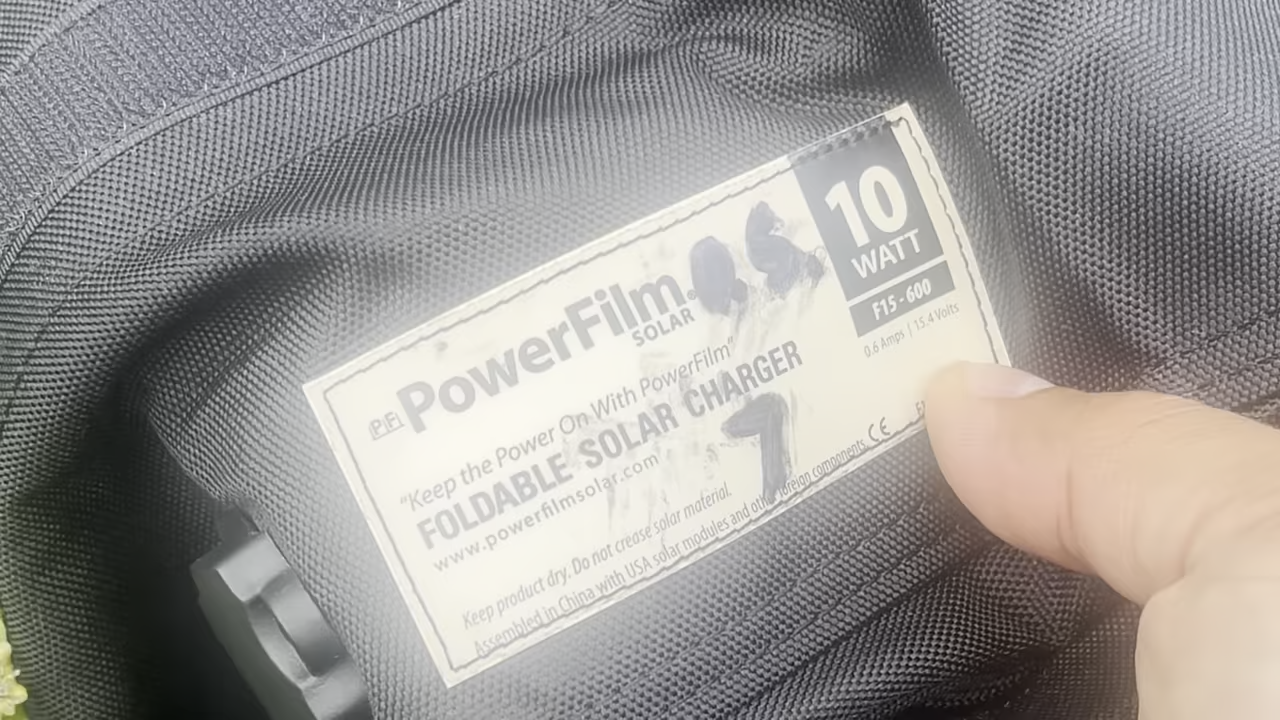 PF PowerFilm.
SOLAR
"Keep the Power On With PowerFilm"
FOLDABLE SOLAR CHARGER
www.powerfilmsolar.com
7
Keep product dry. Do not crease solar material.
Assembled in China with USA solar modules and other foreign components.
CE
10
WATT
F15-600
0.6 Amps | 15.4 Volts